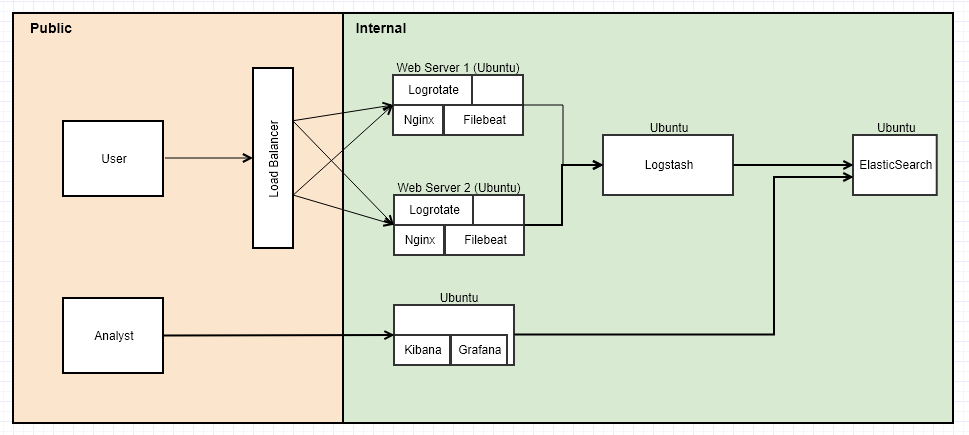 Public
Internal
User
Load Balancer
Web Server 1 (Ubuntu)
Logrotate
Nginx
Filebeat
Web Server 2 (Ubuntu)
Logrotate
Nginx
Filebeat
Ubuntu
Logstash
Ubuntu
ElasticSearch
Analyst
Ubuntu
Kibana
Grafana